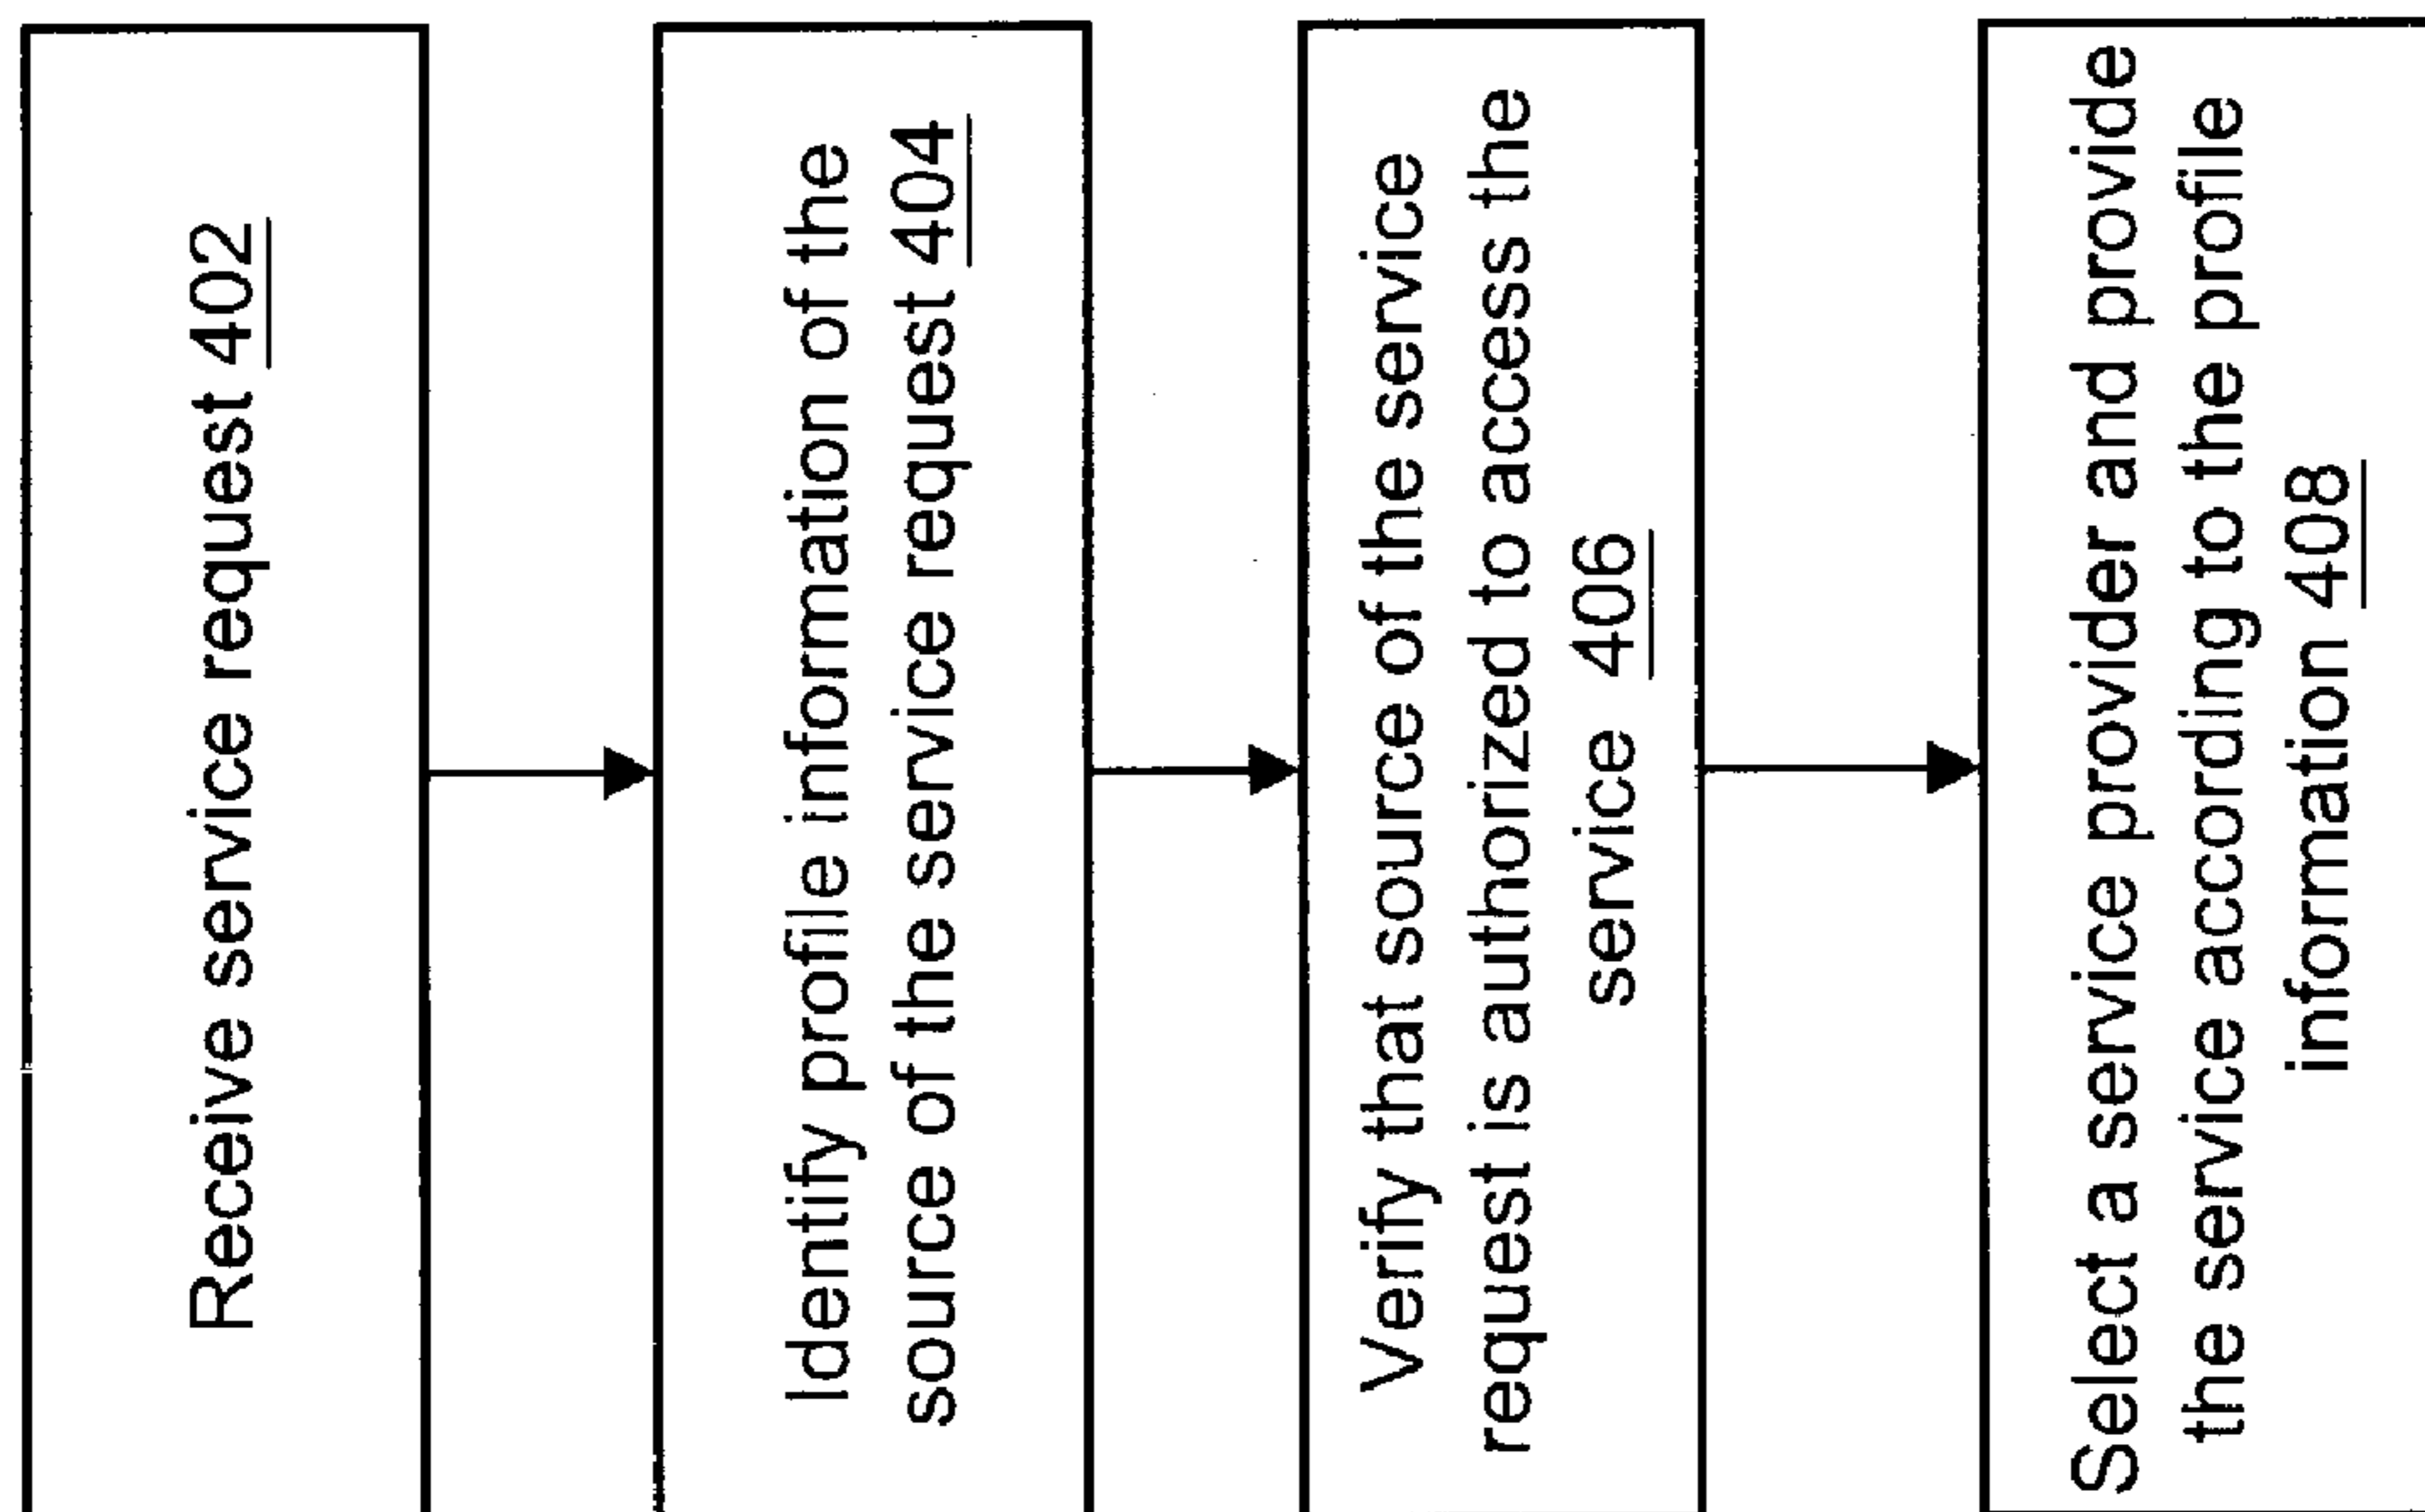 Receive service request 402
Identify profile information of the
source of the service request 404
Verify that source of the service
request is authorized to access the
service 406
Select a service provider and provide
the service according to the profile
information 408